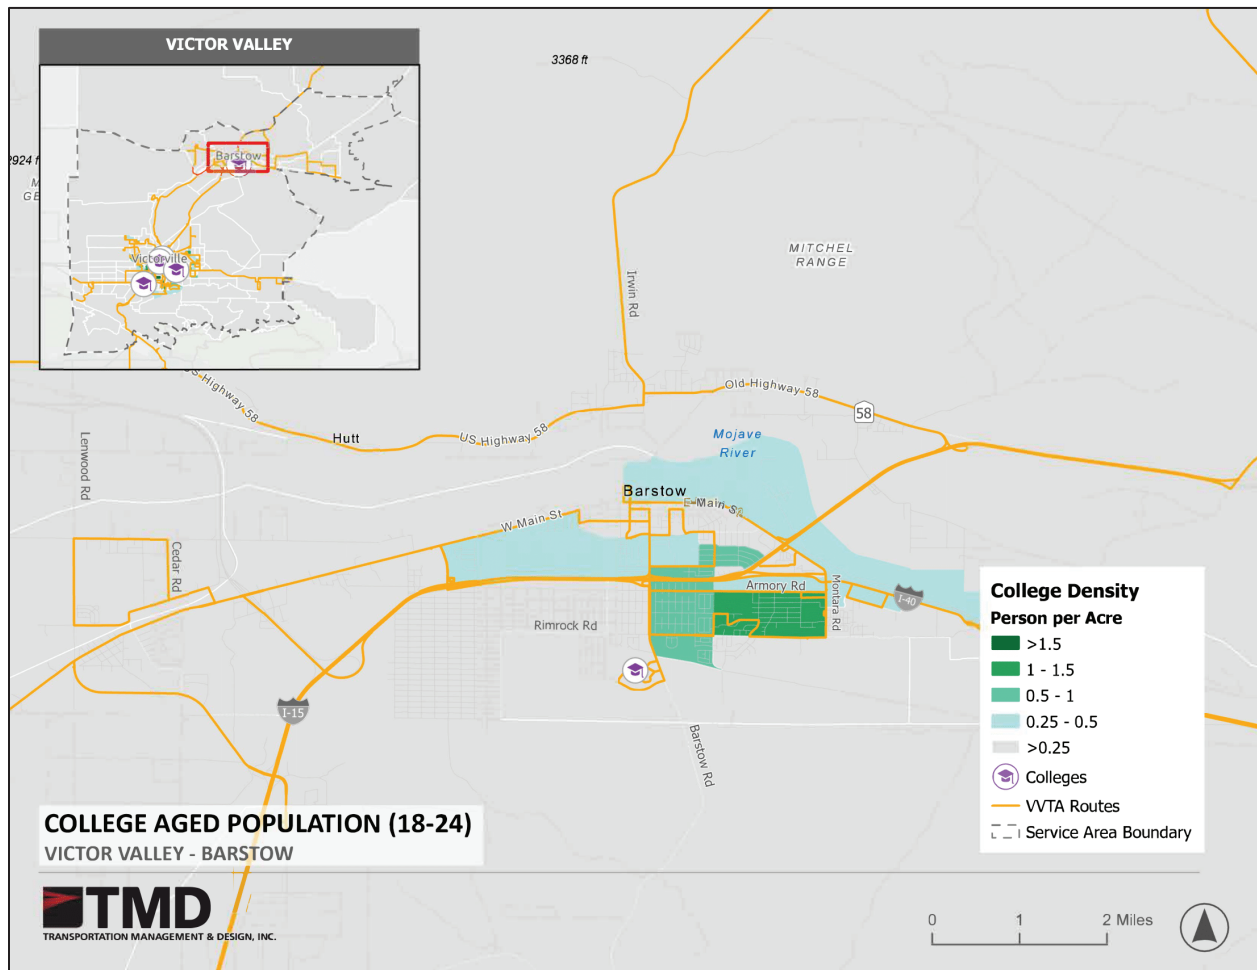 VICTOR VALLEY
Barstow
Victorville
3368 ft
2924 ft
M
GE
MITCHEL
RANGE
Irwin Rd
US Highway 58
Hutt
US Highway 58
Old Highway 58
58
Mojave
River
Lenwood Rd
Cedar Rd
Barstow
W Main St
E Main St
Armory Rd
Montara Rd
I-40
Rimrock Rd
I-15
Barstow Rd
College Density
Person per Acre
>1.5
1 - 1.5
0.5 - 1
0.25 - 0.5
>0.25
Colleges
VVTA Routes
Service Area Boundary
COLLEGE AGED POPULATION (18-24)
VICTOR VALLEY - BARSTOW
TMD
TRANSPORTATION MANAGEMENT & DESIGN, INC.
0 1 2 Miles